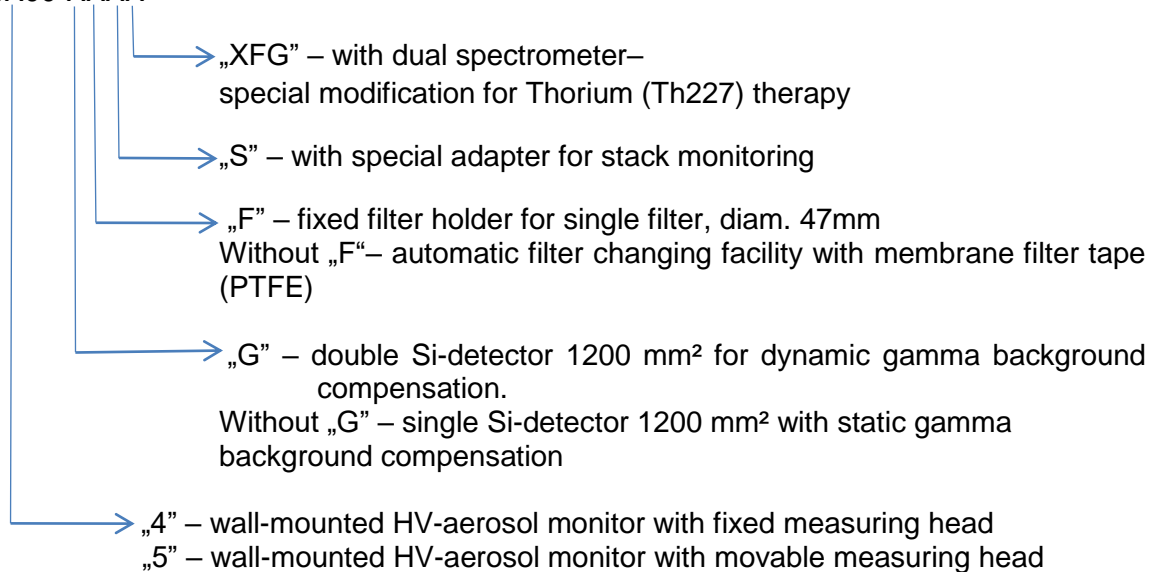 „XFG” – with dual spectrometer–
special modification for Thorium (Th227) therapy
„S” – with special adapter for stack monitoring
„F” – fixed filter holder for single filter, diam. 47mm
Without „F“– automatic filter changing facility with membrane filter tape
(PTFE)
„G” – double Si-detector 1200 mm² for dynamic gamma background
compensation.
Without „G” – single Si-detector 1200 mm² with static gamma
background compensation
„4” – wall-mounted HV-aerosol monitor with fixed measuring head
„5” – wall-mounted HV-aerosol monitor with movable measuring head